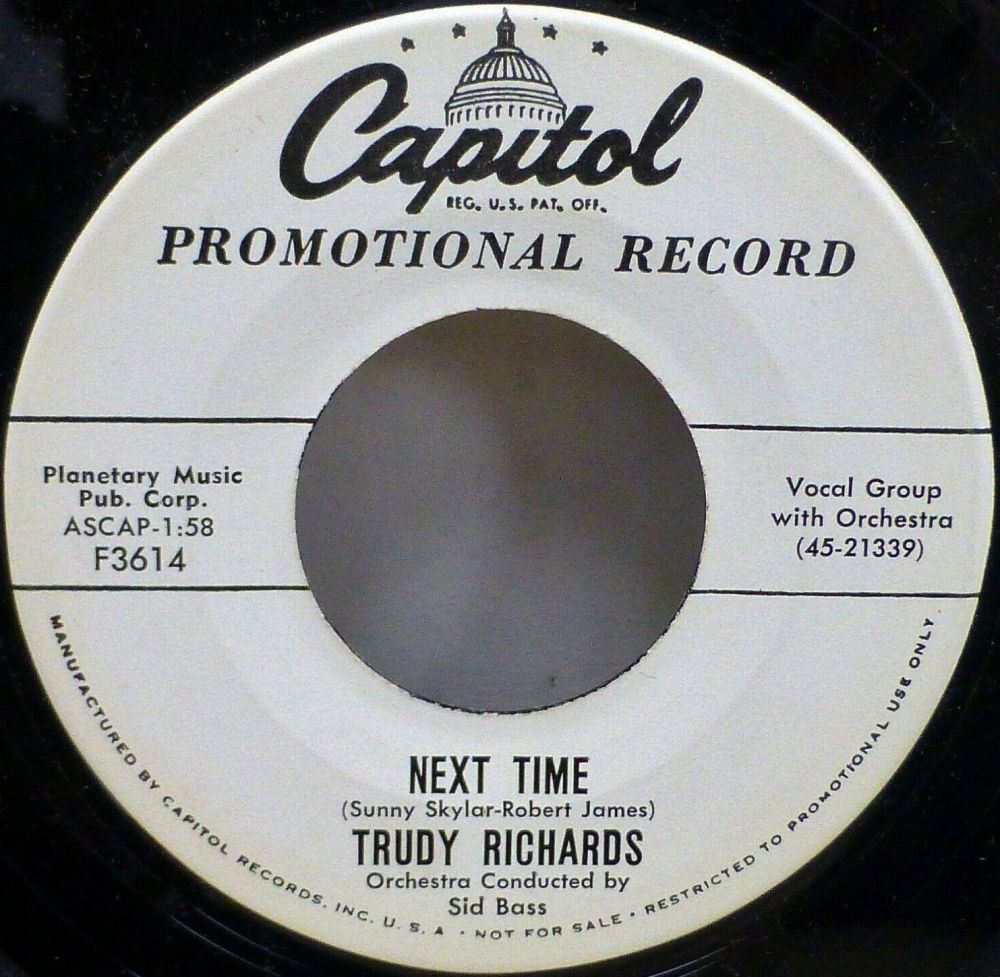 Capitol
REG. U.S. PAT. OFF.
PROMOTIONAL RECORD
Planetary Music
Pub. Corp.
ASCAP-1:58
F3614
Vocal Group
with Orchestra
(45-21339)
NEXT TIME
(Sunny Skylar-Robert James)
TRUDY RICHARDS
Orchestra Conducted by
Sid Bass
MANUFACTURED BY CAPITOL RECORDS, INC. U. S. A • NOT FOR SALE • RESTRICTED TO PROMOTIONAL USE ONLY